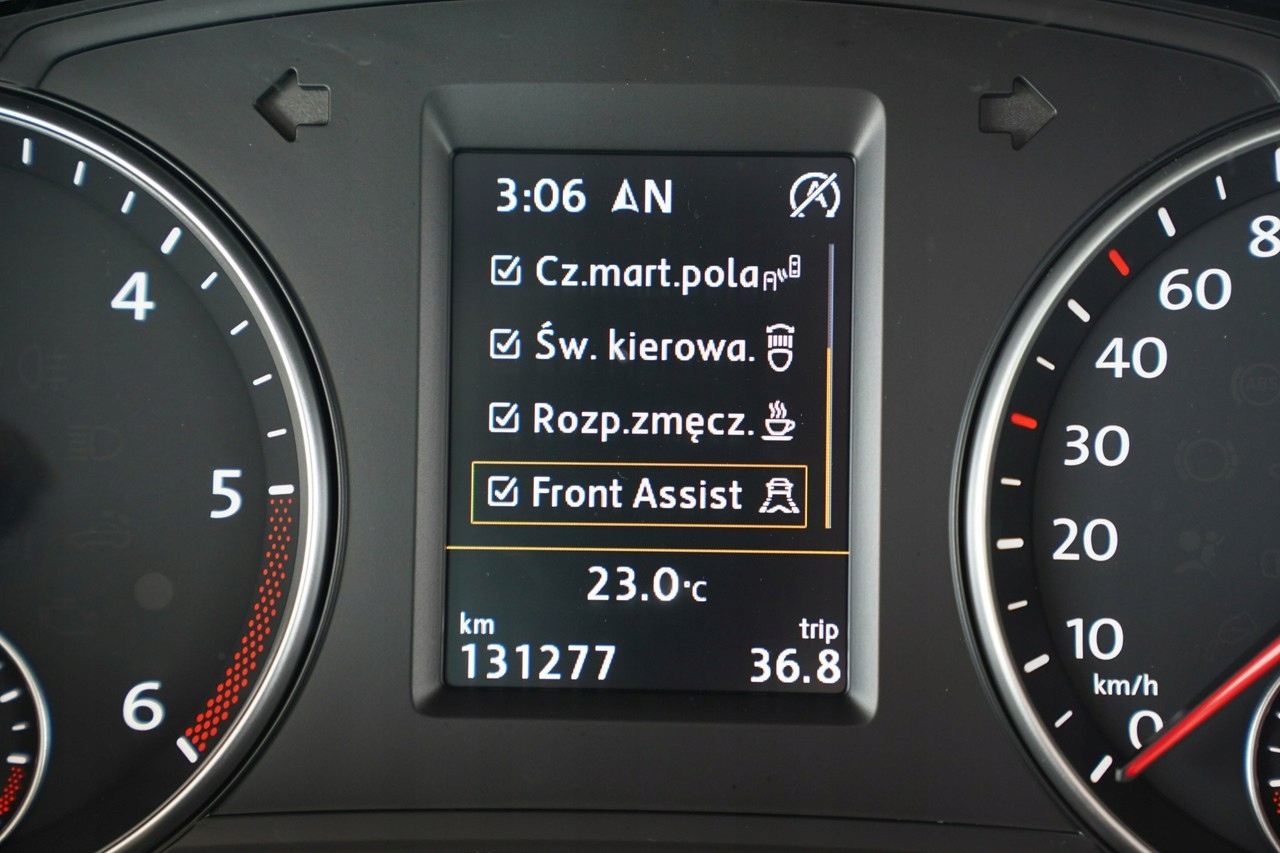 3:06 N
Cz.mart.pola
Św. kierowa.
Rozp.zmęcz.
Front Assist
23.0°C
km
trip
131277
36.8
4
5
6
8
60
40
30
20
10
km/h
0